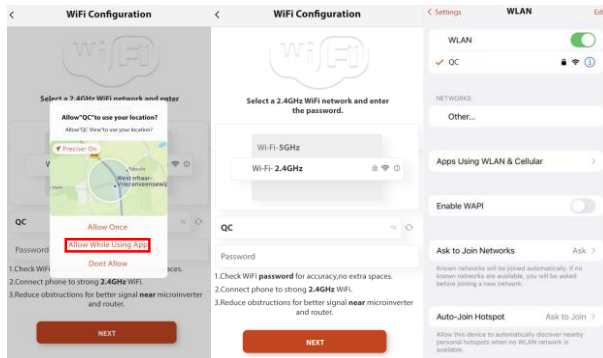 WiFi Configuration
WiFi
Select a 2.4GHz WiFi network and enter
Allow"QC"to use your location?
Allow"QC View"to use your location?
Precise: On
Westerhaar-
Vriezenveensewijk
Allow Once
Allow While Using App
Dont Allow
QC
Password
1.Check WiFi
aces.
2.Connect phone to strong 2.4GHz WiFi.
3.Reduce obstructions for better signal near microinverter
and router.
NEXT
WiFi Configuration
WiFi
Select a 2.4GHz WiFi network and enter
the password.
Wi-Fi-5GHz
Wi-Fi- 2.4GHz
QC
Password
1.Check WiFi password for accuracy,no extra spaces.
2.Connect phone to strong 2.4GHz WiFi.
3.Reduce obstructions for better signal near microinverter
and router.
NEXT
Settings
WLAN
Ed
WLAN
QC
NETWORKS
Other...
Apps Using WLAN & Cellular
Enable WAPI
Ask to Join Networks
Ask
Known networks will be joined automatically. If no
known networks are available, you will be asked
before joining a new network.
Auto-Join Hotspot
Ask to Join
Allow this device to automatically discover nearby
personal hotspots when no WLAN network is
available.